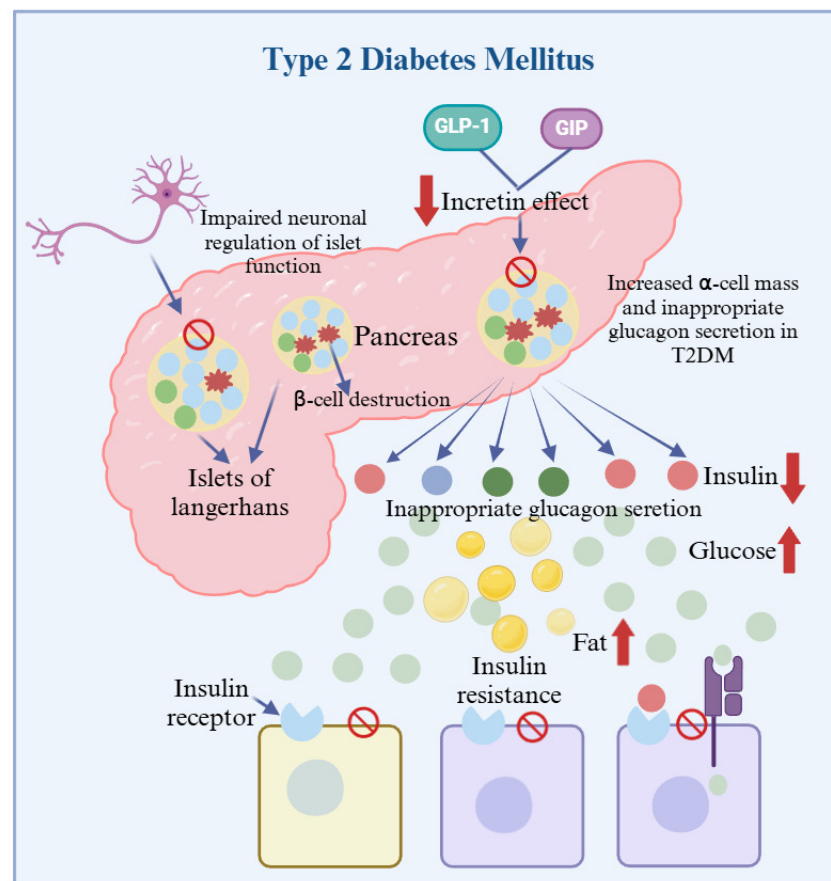 Type 2 Diabetes Mellitus
GLP-1
GIP
Incretin effect
Impaired neuronal
regulation of islet
function
Increased α-cell mass
and inappropriate
glucagon secretion in
T2DM
Pancreas
β-cell destruction
Islets of
langerhans
Insulin
Inappropriate glucagon seretion
Glucose
Fat
Insulin
resistance
Insulin
receptor